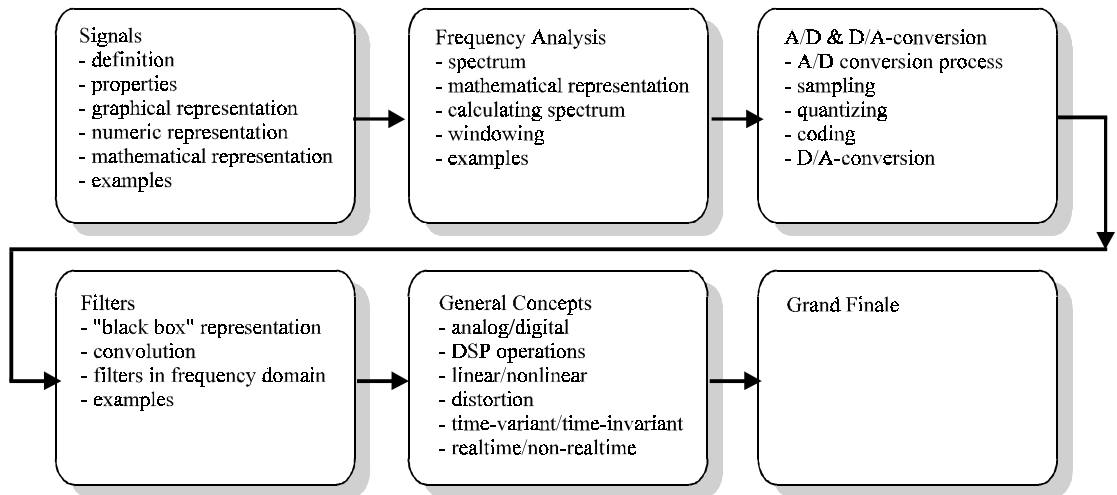 Signals
- definition
- properties
- graphical representation
- numeric representation
- mathematical representation
- examples
Frequency Analysis
- spectrum
- mathematical representation
- calculating spectrum
- windowing
- examples
A/D & D/A-conversion
- A/D conversion process
- sampling
- quantizing
- coding
- D/A-conversion
Filters
- "black box" representation
- convolution
- filters in frequency domain
- examples
General Concepts
- analog/digital
- DSP operations
- linear/nonlinear
- distortion
- time-variant/time-invariant
- realtime/non-realtime
Grand Finale